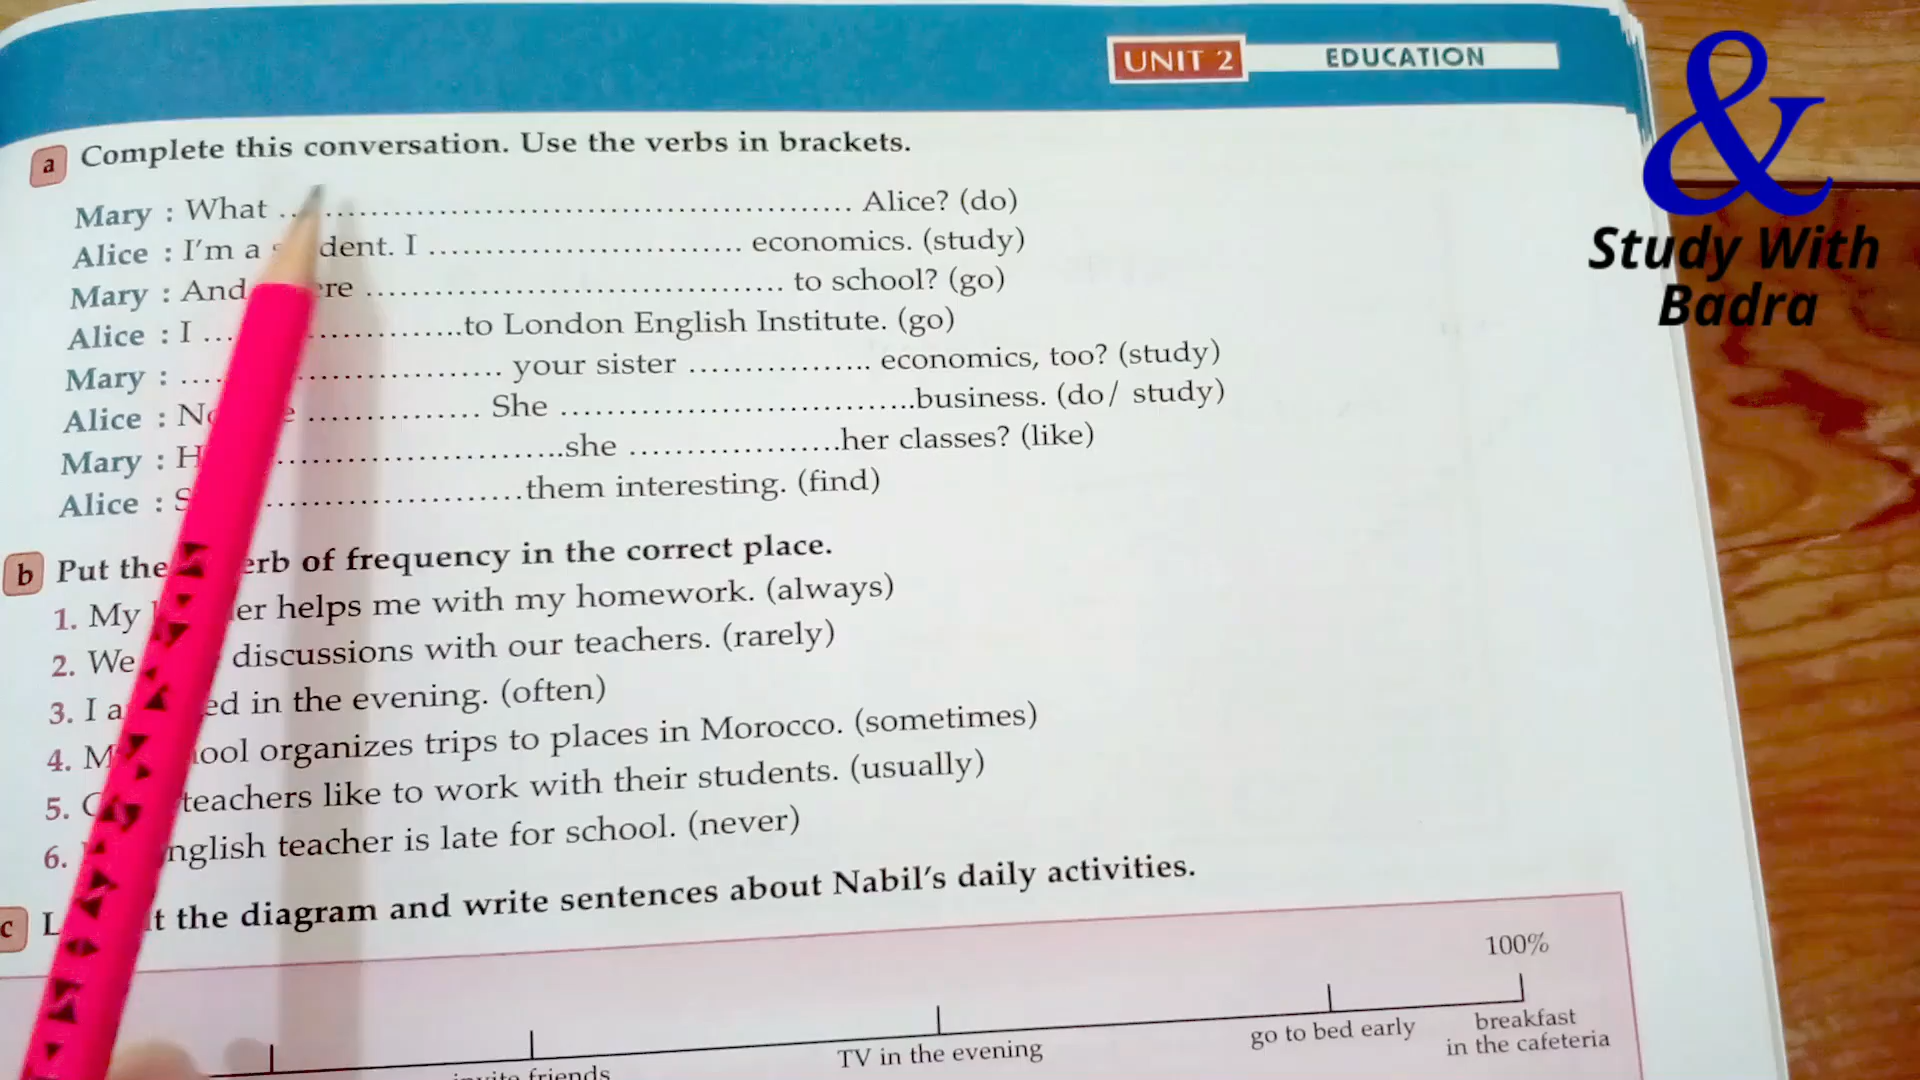 UNIT 2 EDUCATION
a Complete this conversation. Use the verbs in brackets.
Mary : What .......................................................... Alice? (do)
Alice : I'm a dent. I ................................ economics. (study)
Mary : And re .......................................... to school? (go)
Alice : I ..........................to London English Institute. (go)
Mary : ................................ your sister .................. economics, too? (study)
Alice : .................. She ....................................business. (do/ study)
Mary : H ..............................she .....................her classes? (like)
Alice : S ..........................them interesting. (find)
b Put the erb of frequency in the correct place.
1. My er helps me with my homework. (always)
2. We discussions with our teachers. (rarely)
3. I a ed in the evening. (often)
4. M ool organizes trips to places in Morocco. (sometimes)
5. teachers like to work with their students. (usually)
6. nglish teacher is late for school. (never)
c L t the diagram and write sentences about Nabil's daily activities.
100%
invite friends
TV in the evening
go to bed early
breakfast
in the cafeteria
&
Study With
Badra